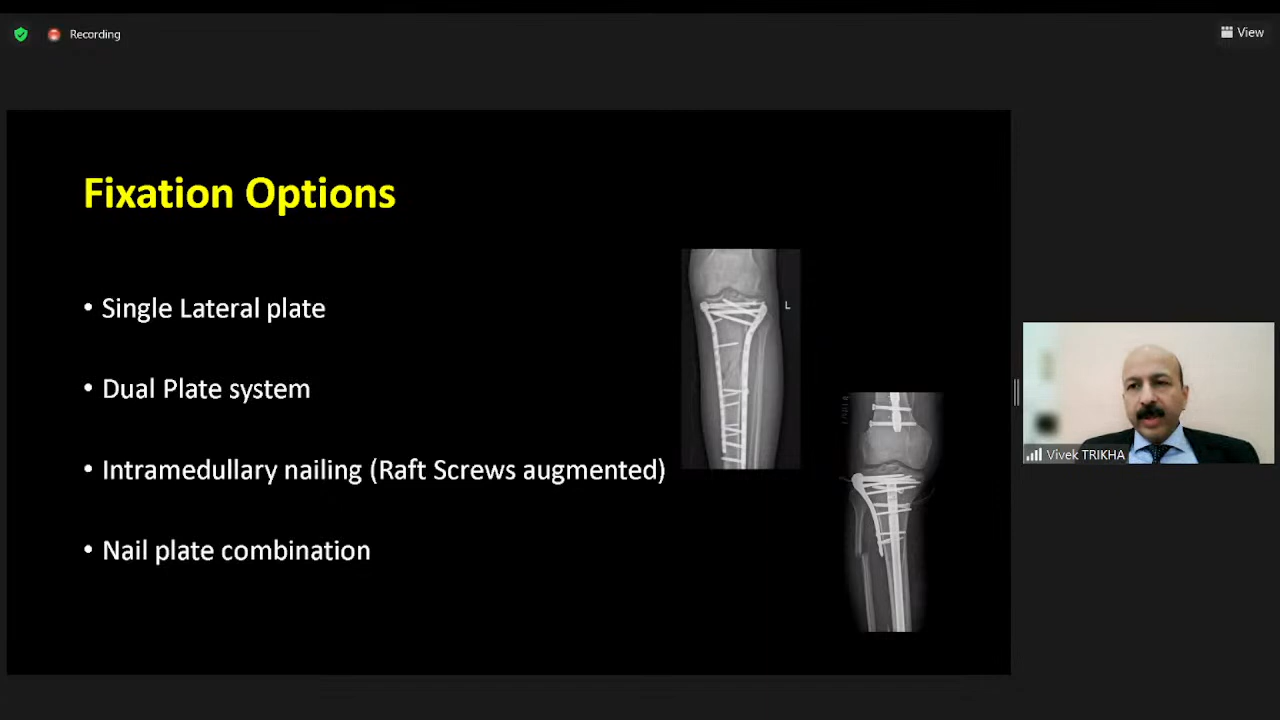 Recording
View
Fixation Options
• Single Lateral plate
• Dual Plate system
• Intramedullary nailing (Raft Screws augmented)
• Nail plate combination
L
Vivek TRIKHA